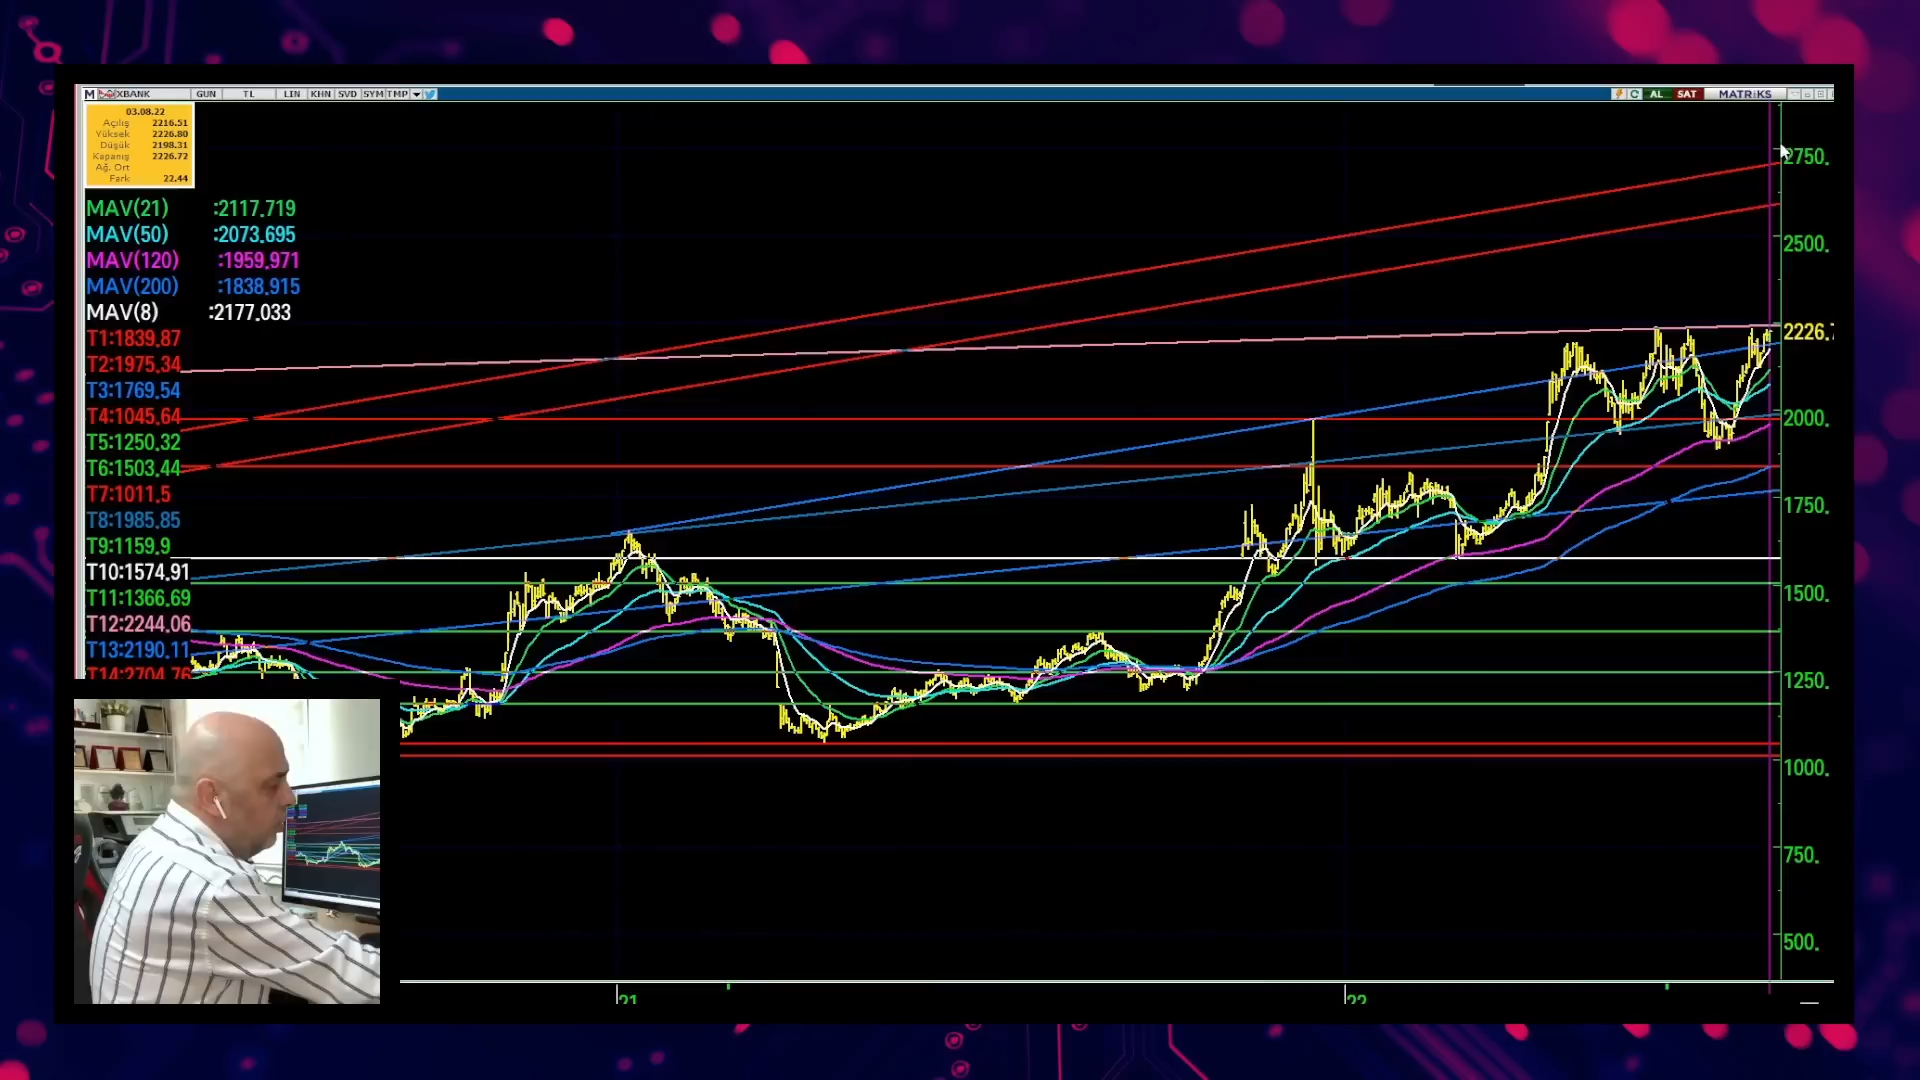 M XBANK GUN TL LIN KHN SVD SYM TMP AL SAT MATRİKS
03.08.22
Açılış 2216.51
Yüksek 2226.80
Düşük 2198.31
Kapanış 2226.72
Ağ. Ort
Fark 22.44
MAV(21) :2117.719
MAV(50) :2073.695
MAV(120) :1959.971
MAV(200) :1838.915
MAV(8) :2177.033
T1:1839.87
T2:1975.34
T3:1769.54
T4:1045.64
T5:1250.32
T6:1503.44
T7:1011.5
T8:1985.85
T9:1159.9
T10:1574.91
T11:1366.69
T12:2244.06
T13:2190.11
T14:2704.76
2750.
2500.
2226.
2000.
1750.
1500.
1250.
1000.
750.
500.
21
22